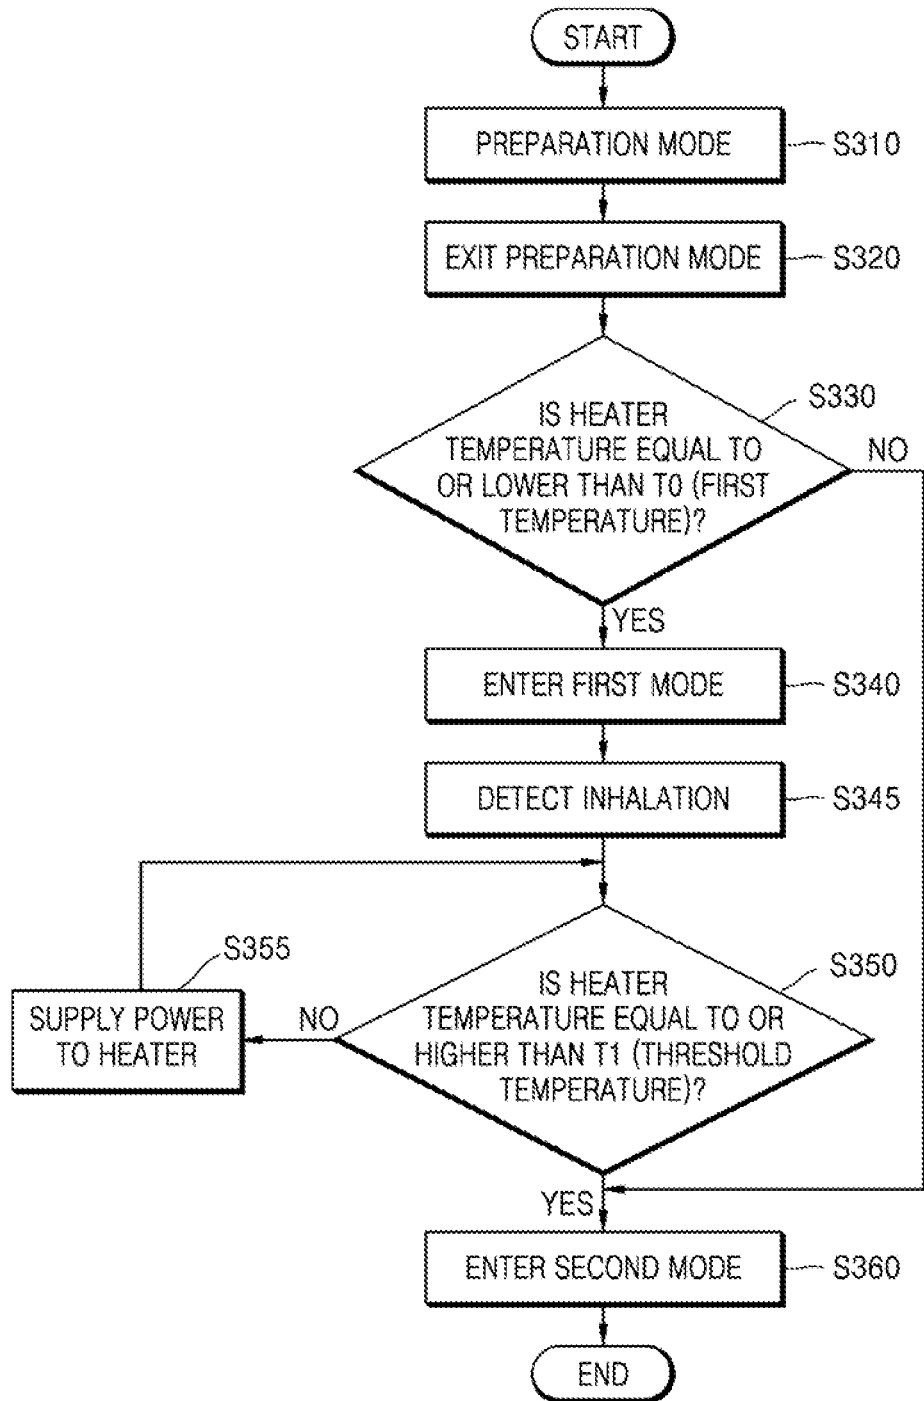 START
PREPARATION MODE
S310
EXIT PREPARATION MODE
S320
S330
IS HEATER
TEMPERATURE EQUAL TO
OR LOWER THAN T0 (FIRST
TEMPERATURE)?
NO
YES
ENTER FIRST MODE
S340
DETECT INHALATION
S345
S355
SUPPLY POWER
TO HEATER
NO
S350
IS HEATER
TEMPERATURE EQUAL TO OR
HIGHER THAN T1 (THRESHOLD
TEMPERATURE)?
YES
ENTER SECOND MODE
S360
END